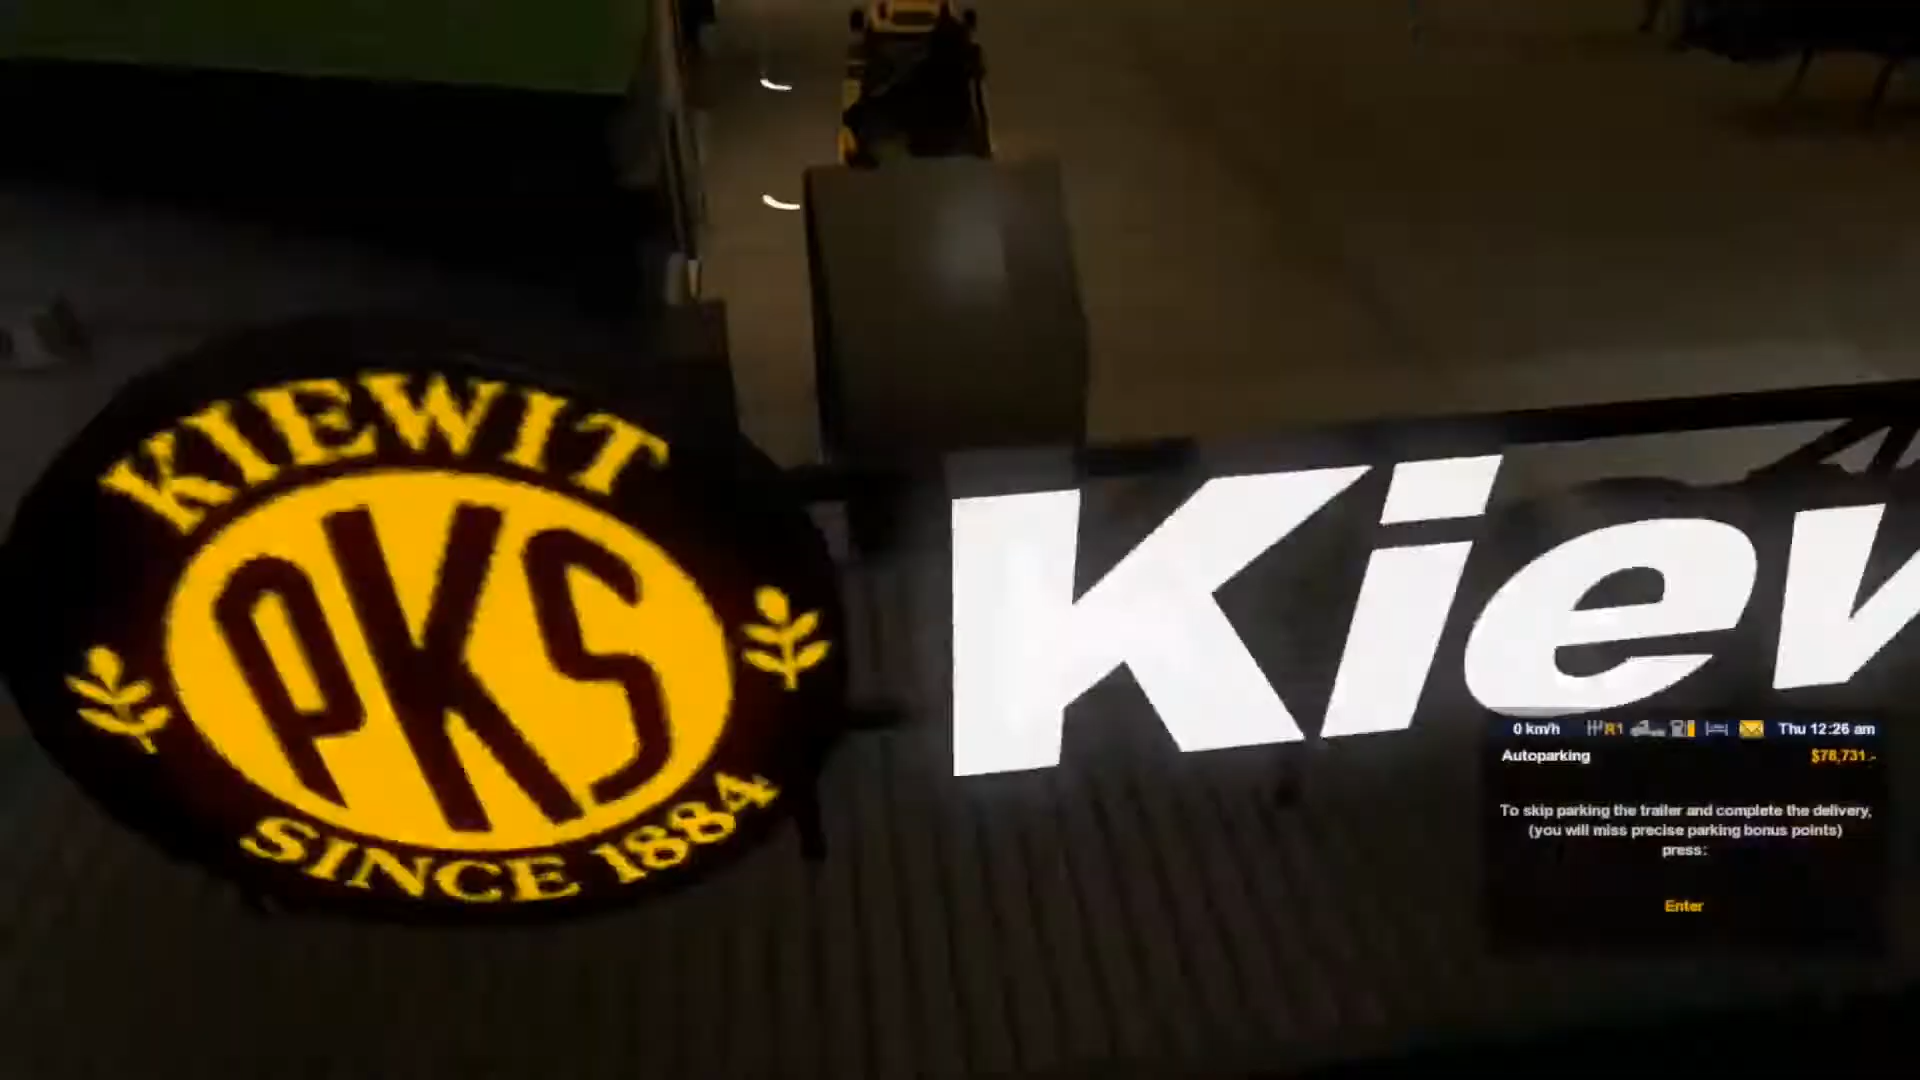 KIEWIT
PKS
SINCE 1884
Kiew
0 km/h R1 Thu 12:26 am
Autoparking $78,731.-
To skip parking the trailer and complete the delivery,
(you will miss precise parking bonus points)
press:
Enter